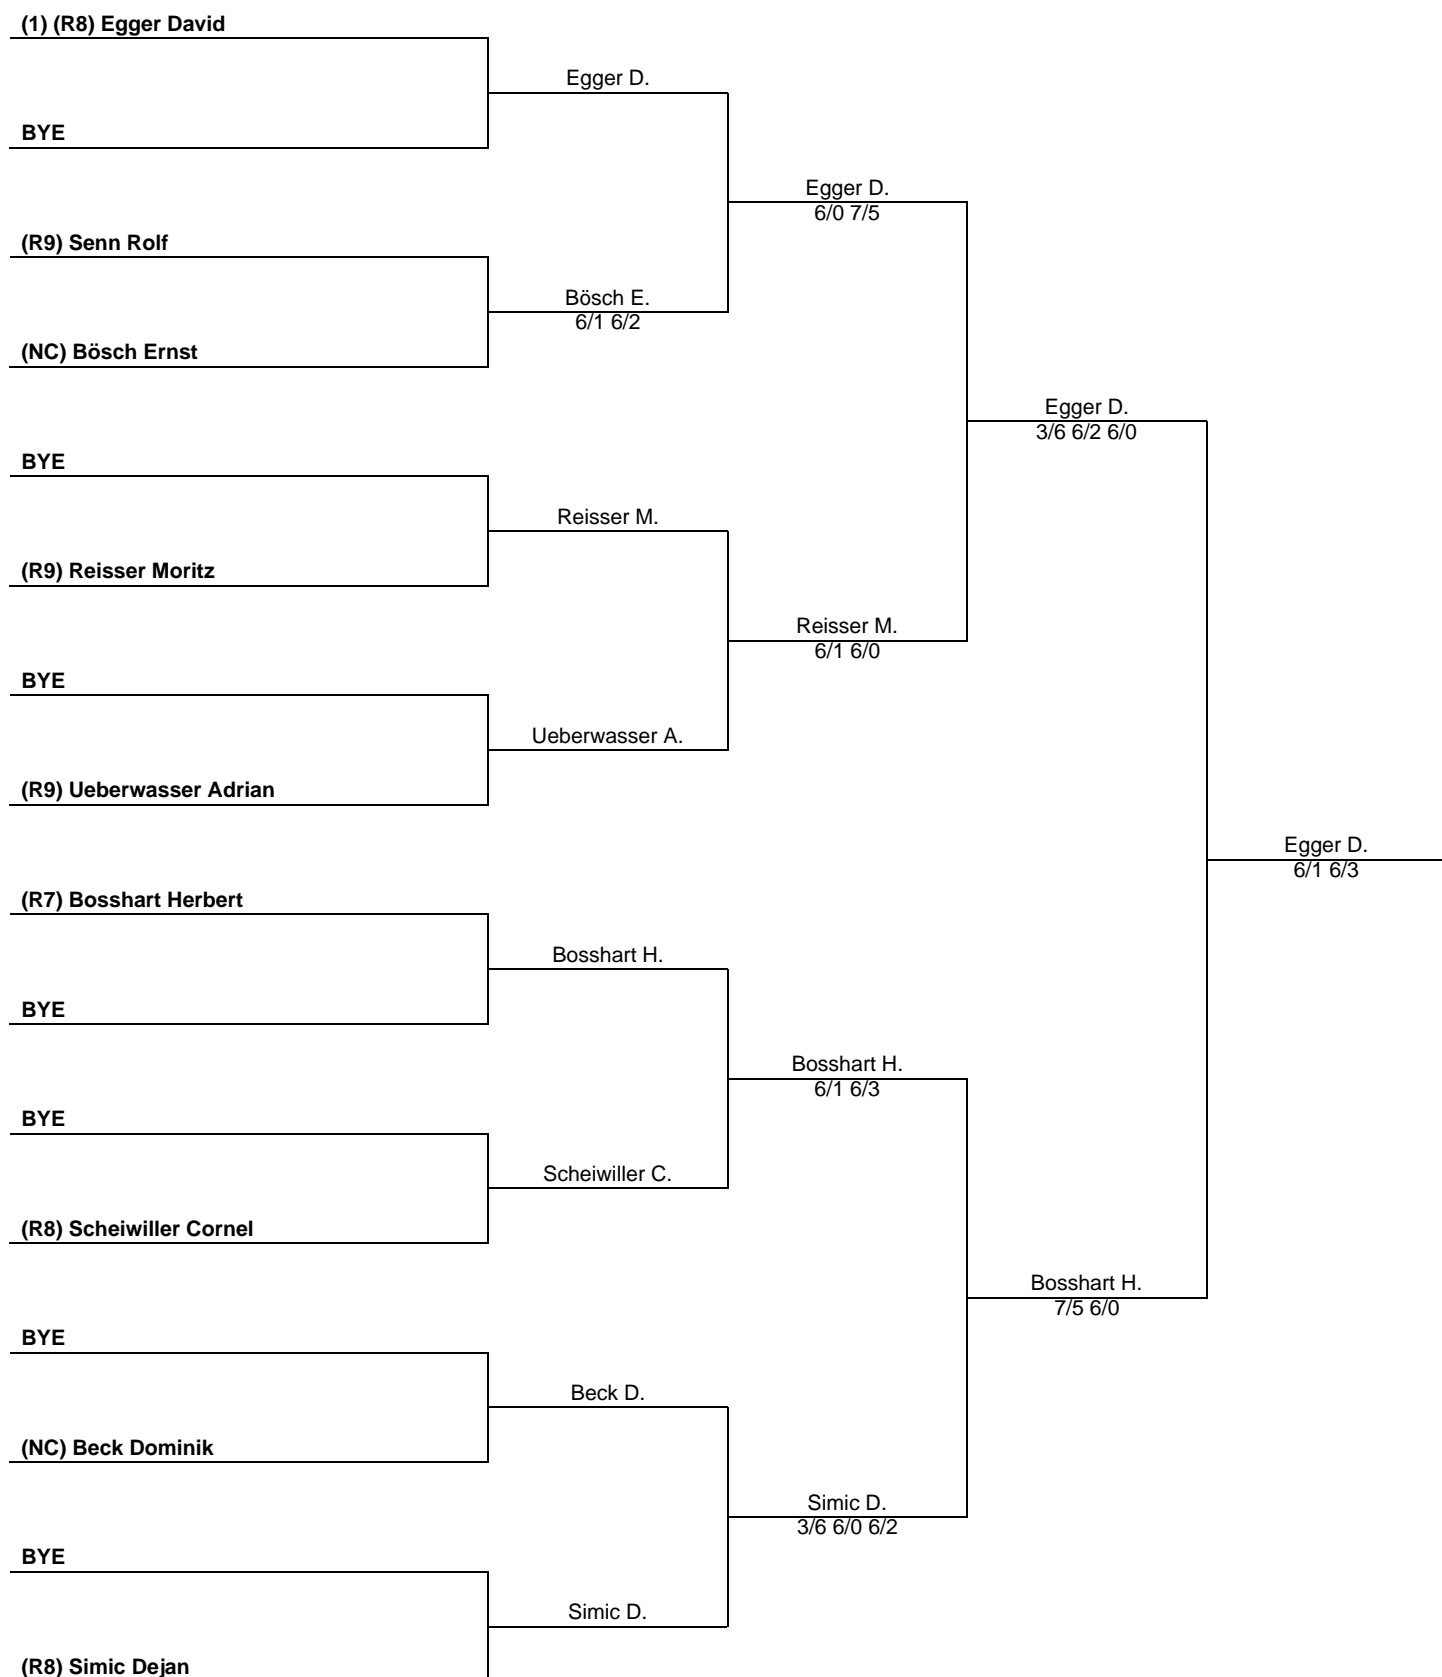 (1) (R8) Egger David
Egger D.
BYE
Egger D.
6/0 7/5
(R9) Senn Rolf
Bösch E.
6/1 6/2
(NC) Bösch Ernst
Egger D.
3/6 6/2 6/0
BYE
Reisser M.
(R9) Reisser Moritz
Reisser M.
6/1 6/0
BYE
Ueberwasser A.
(R9) Ueberwasser Adrian
Egger D.
6/1 6/3
(R7) Bosshart Herbert
Bosshart H.
BYE
Bosshart H.
6/1 6/3
BYE
Scheiwiller C.
(R8) Scheiwiller Cornel
Bosshart H.
7/5 6/0
BYE
Beck D.
(NC) Beck Dominik
Simic D.
3/6 6/0 6/2
BYE
Simic D.
(R8) Simic Dejan